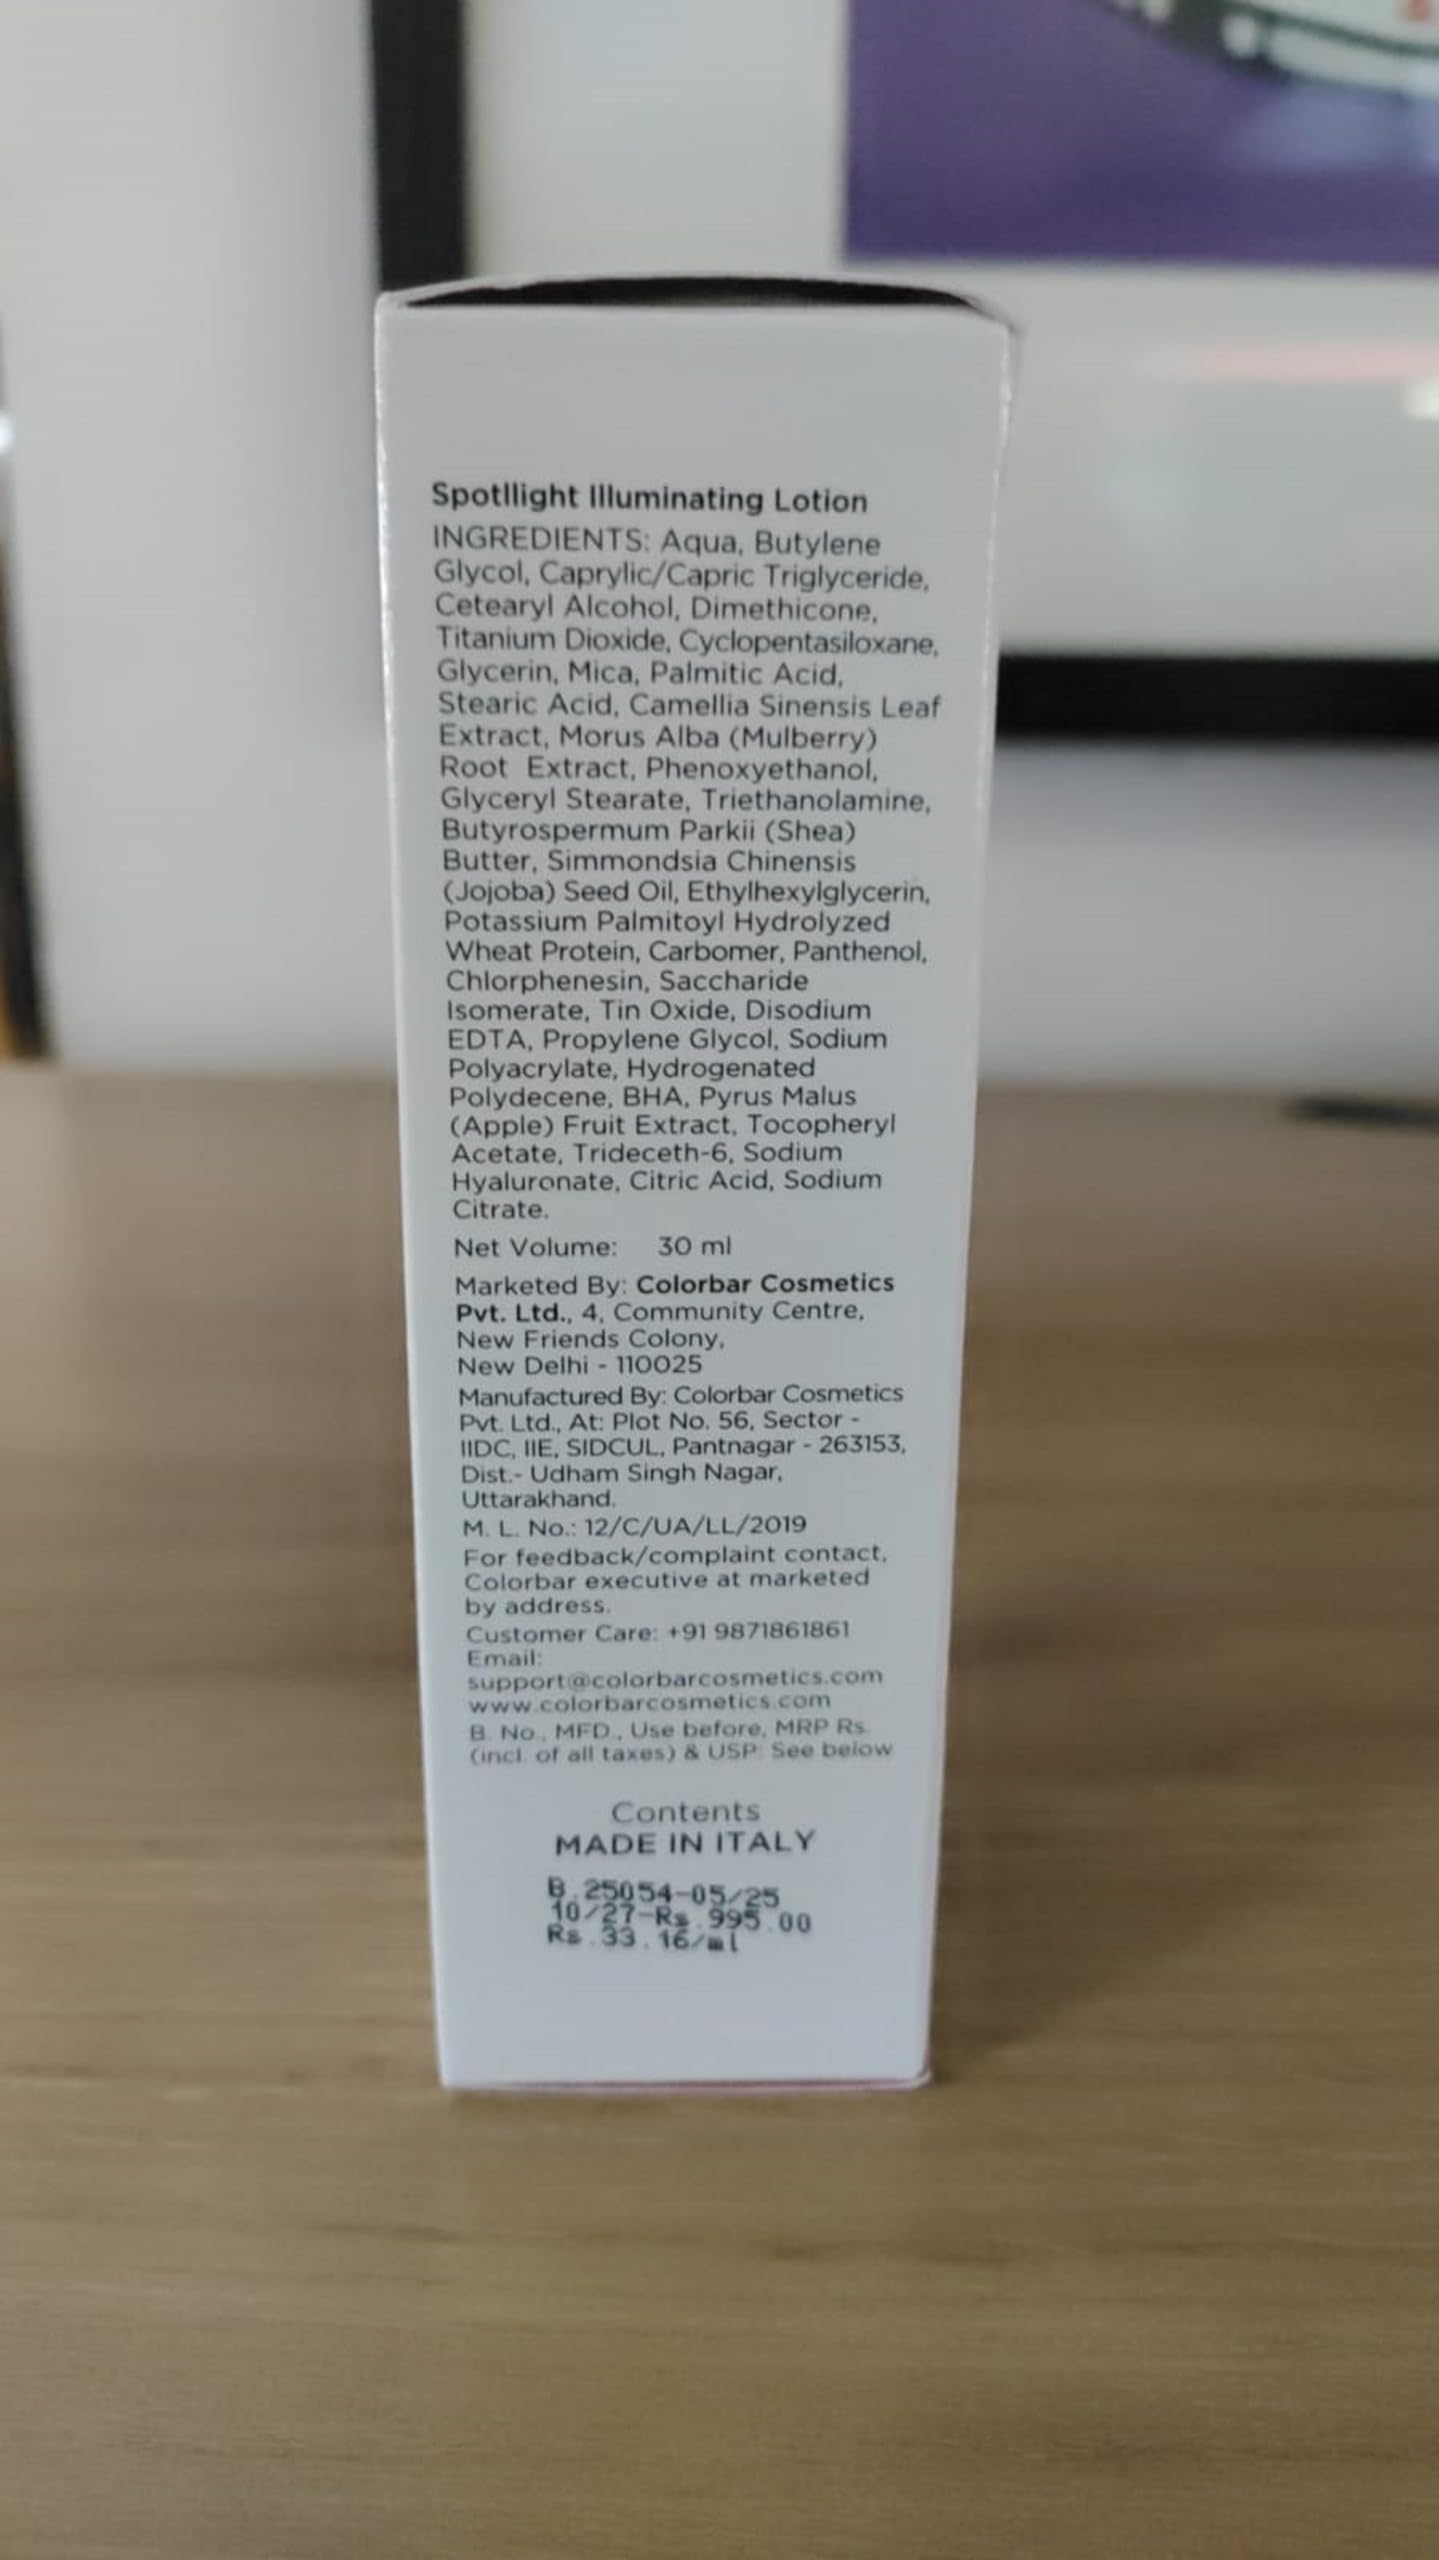 Spotllight Illuminating Lotion
INGREDIENTS: Aqua, Butylene
Glycol, Caprylic/Capric Triglyceride,
Cetearyl Alcohol, Dimethicone,
Titanium Dioxide, Cyclopentasiloxane,
Glycerin, Mica, Palmitic Acid,
Stearic Acid, Camellia Sinensis Leaf
Extract, Morus Alba (Mulberry)
Root Extract, Phenoxyethanol,
Glyceryl Stearate, Triethanolamine,
Butyrospermum Parkii (Shea)
Butter, Simmondsia Chinensis
(Jojoba) Seed Oil, Ethylhexylglycerin,
Potassium Palmitoyl Hydrolyzed
Wheat Protein, Carbomer, Panthenol,
Chlorphenesin, Saccharide
Isomerate, Tin Oxide, Disodium
EDTA, Propylene Glycol, Sodium
Polyacrylate, Hydrogenated
Polydecene, BHA, Pyrus Malus
(Apple) Fruit Extract, Tocopheryl
Acetate, Trideceth-6, Sodium
Hyaluronate, Citric Acid, Sodium
Citrate.
Net Volume: 30 ml
Marketed By: Colorbar Cosmetics
Pvt. Ltd., 4, Community Centre,
New Friends Colony,
New Delhi - 110025
Manufactured By: Colorbar Cosmetics
Pvt. Ltd., At: Plot No. 56, Sector -
IIDC, IIE, SIDCUL, Pantnagar - 263153,
Dist.- Udham Singh Nagar,
Uttarakhand.
M. L. No.: 12/C/UA/LL/2019
For feedback/complaint contact,
Colorbar executive at marketed
by address.
Customer Care: +91 9871861861
Email:
support@colorbarcosmetics.com
www.colorbarcosmetics.com
B. No., MFD., Use before, MRP Rs.
(incl. of all taxes) & USP: See below
Contents
MADE IN ITALY
B.25054-05/25
10/27-Rs.995.00
Rs.33.16/ml